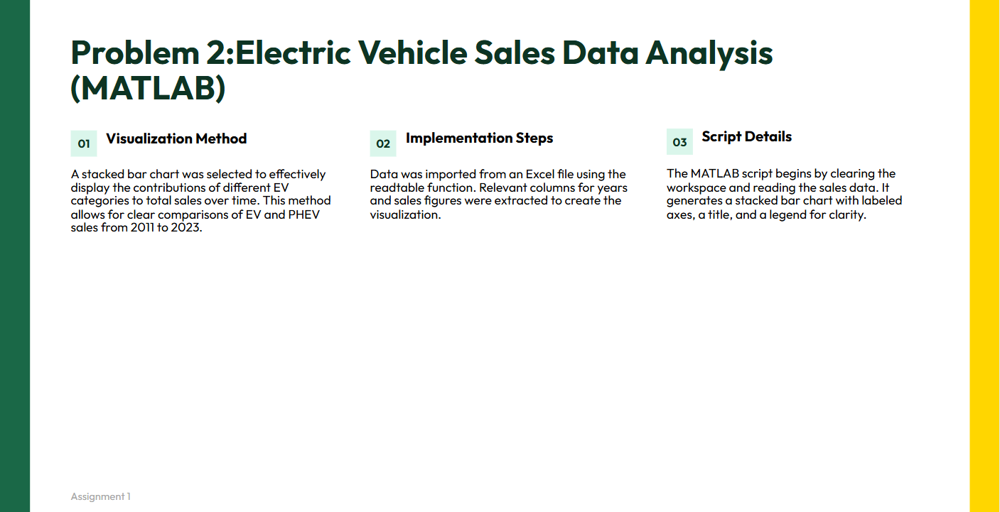 Problem 2:Electric Vehicle Sales Data Analysis
(MATLAB)
01
Visualization Method
A stacked bar chart was selected to effectively
display the contributions of different EV
categories to total sales over time. This method
allows for clear comparisons of EV and PHEV
sales from 2011 to 2023.
02
Implementation Steps
Data was imported from an Excel file using the
readtable function. Relevant columns for years
and sales figures were extracted to create the
visualization.
03
Script Details
The MATLAB script begins by clearing the
workspace and reading the sales data. It
generates a stacked bar chart with labeled
axes, a title, and a legend for clarity.
Assignment 1